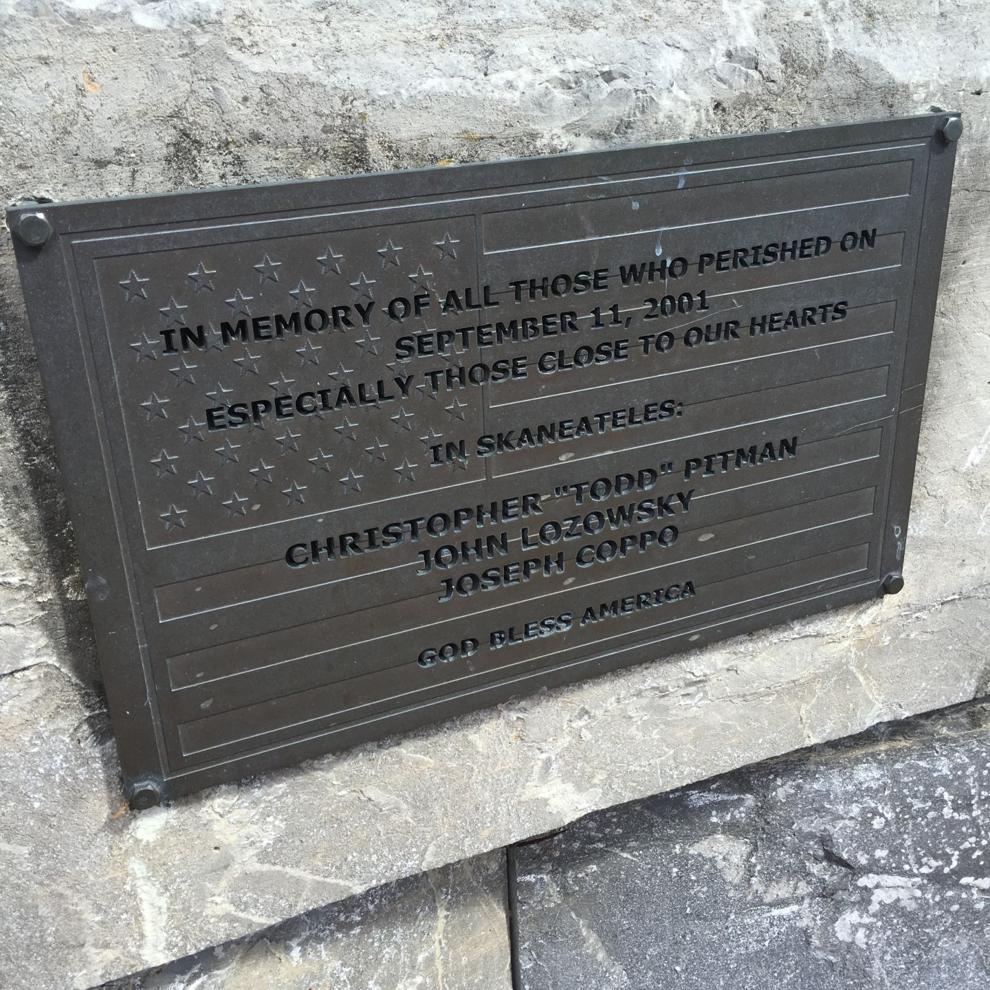 IN MEMORY OF ALL THOSE WHO PERISHED ON
SEPTEMBER 11, 2001
ESPECIALLY THOSE CLOSE TO OUR HEARTS
IN SKANEATELES:
CHRISTOPHER "TODD" PITMAN
JOHN LOZOWSKY
JOSEPH COPPO
GOD BLESS AMERICA